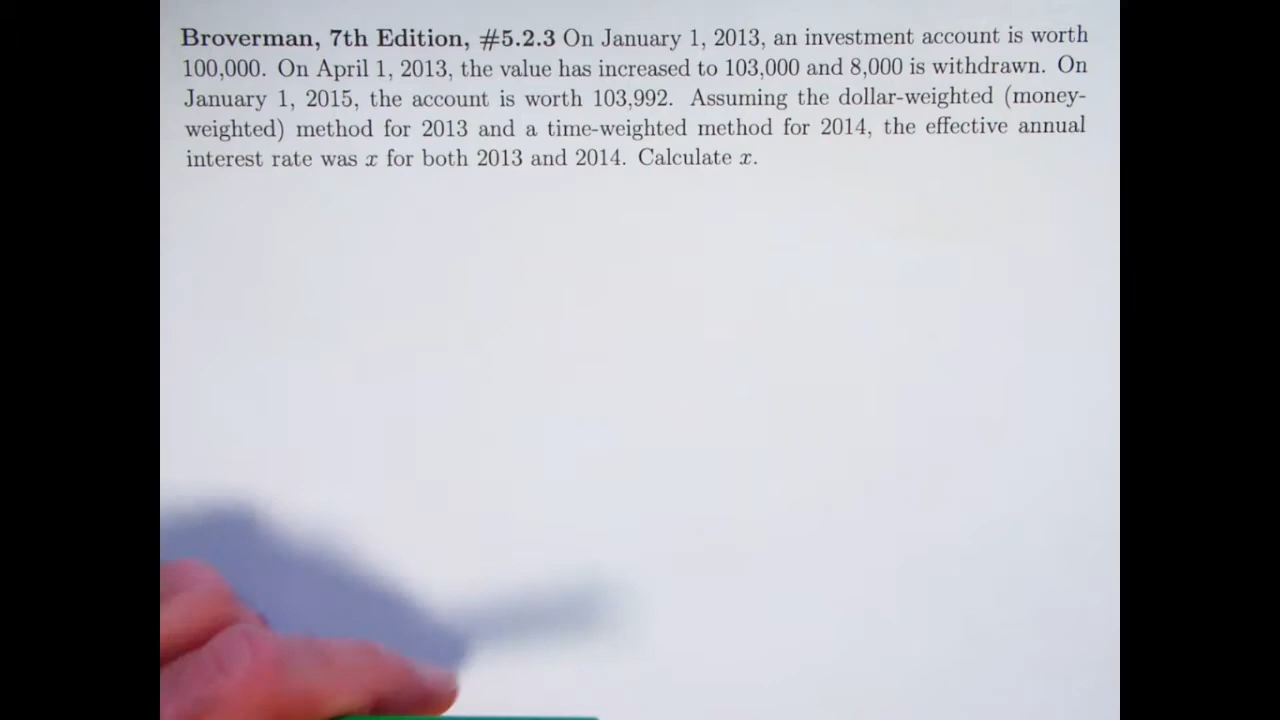 Broverman, 7th Edition, #5.2.3 On January 1, 2013, an investment account is worth
100,000. On April 1, 2013, the value has increased to 103,000 and 8,000 is withdrawn. On
January 1, 2015, the account is worth 103,992. Assuming the dollar-weighted (money-
weighted) method for 2013 and a time-weighted method for 2014, the effective annual
interest rate was x for both 2013 and 2014. Calculate x.